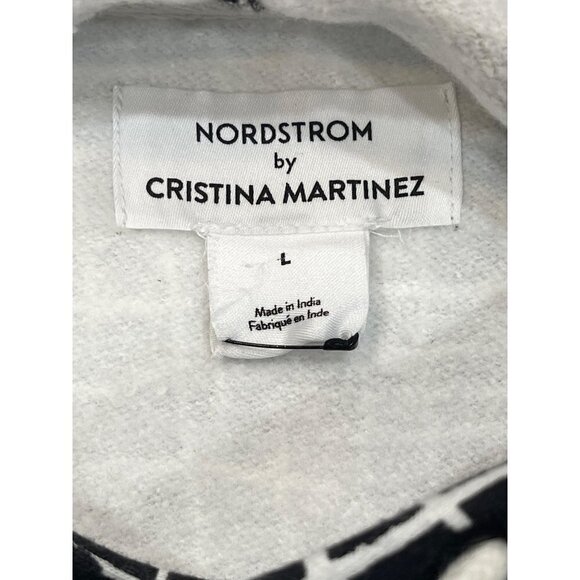 NORDSTROM
by
CRISTINA MARTINEZ
L
Made in India
Fabriqué en Inde